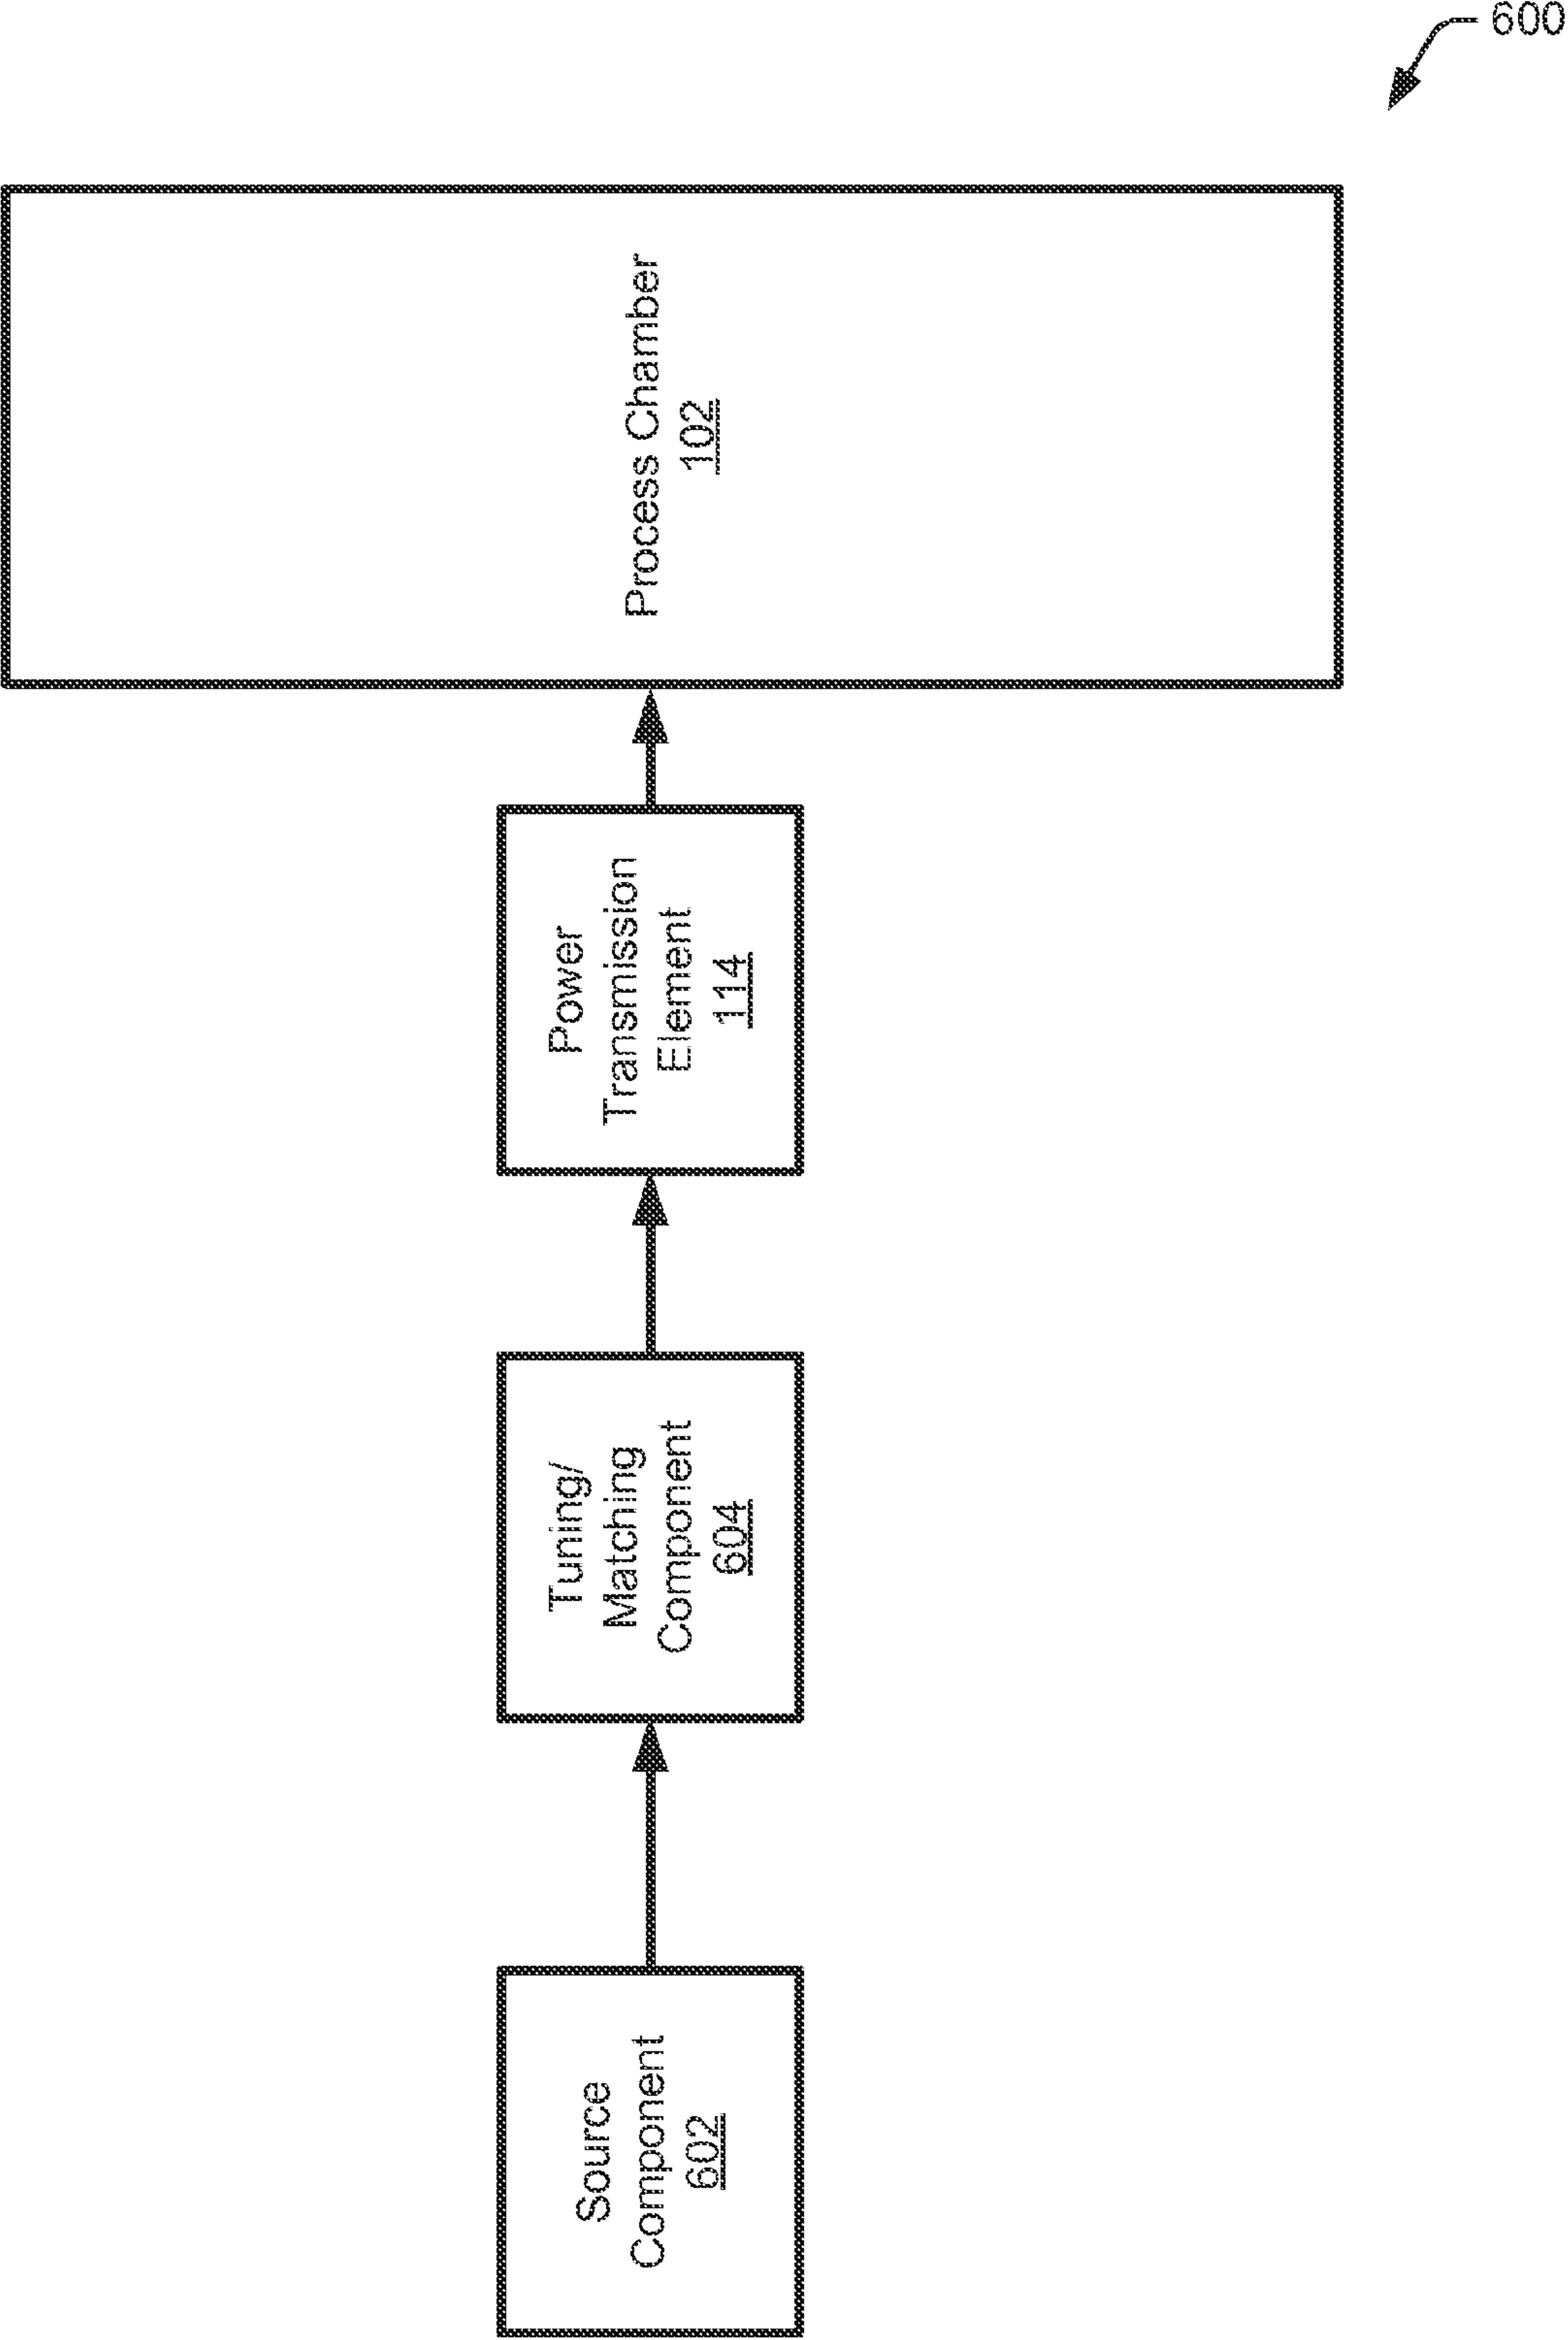 600
Process Chamber
102
Power
Transmission
Element
114
Tuning/
Matching
Component
604
Source
Component
602